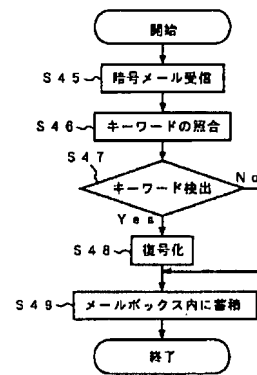 開始
S45 暗号メール受信
S46 キーワードの照合
S47
キーワード検出 No
Yes
S48 復号化
S49 メールボックス内に蓄積
終了